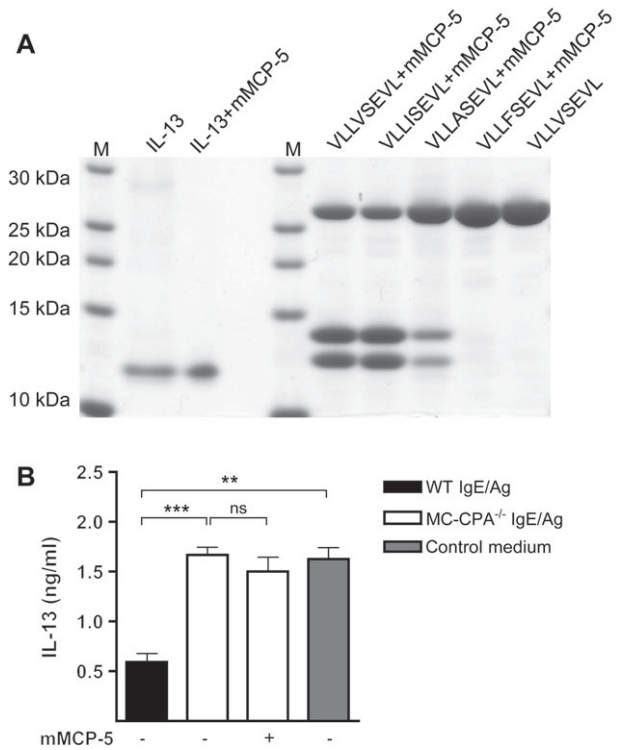 A
M
IL-13
IL-13+mMCP-5
M
VLLVSEVL+mMCP-5
VLLISEVL+mMCP-5
VLLASEVL+mMCP-5
VLLFSEVL+mMCP-5
VLLVSEVL
30 kDa
25 kDa
20 kDa
15 kDa
10 kDa
B
IL-13 (ng/ml)
2.5
2.0
1.5
1.0
0.5
**
***
ns
WT IgE/Ag
MC-CPA-/- IgE/Ag
Control medium
mMCP-5 - - + -